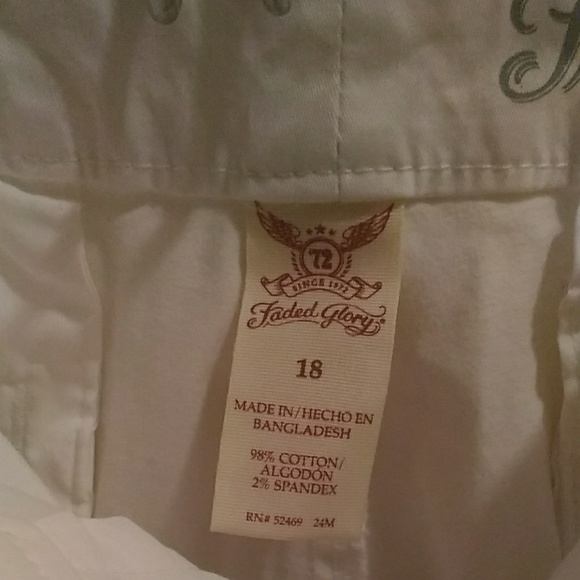 '72
SINCE 1972
Faded Glory®
18
MADE IN/HECHO EN
BANGLADESH
98% COTTON/
ALGODÓN
2% SPANDEX
RN# 52469 24M